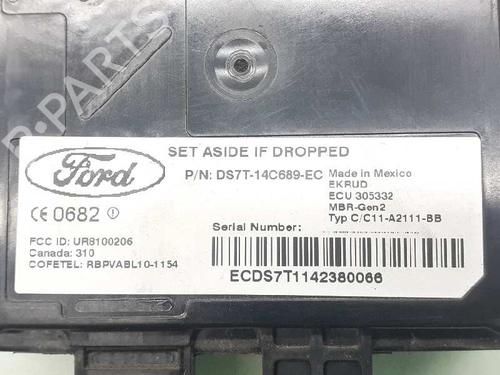 B-PARTS
Ford
SET ASIDE IF DROPPED
P/N: DS7T-14C689-EC
Made in Mexico
EKRUD
ECU 305332
MBR-Gen2
Typ C/C11-A2111-BB
CE 0682
Serial Number:
FCC ID: UR8100206
Canada: 310
COFETEL: RBPVABL10-1154
ECDS7T1142380066